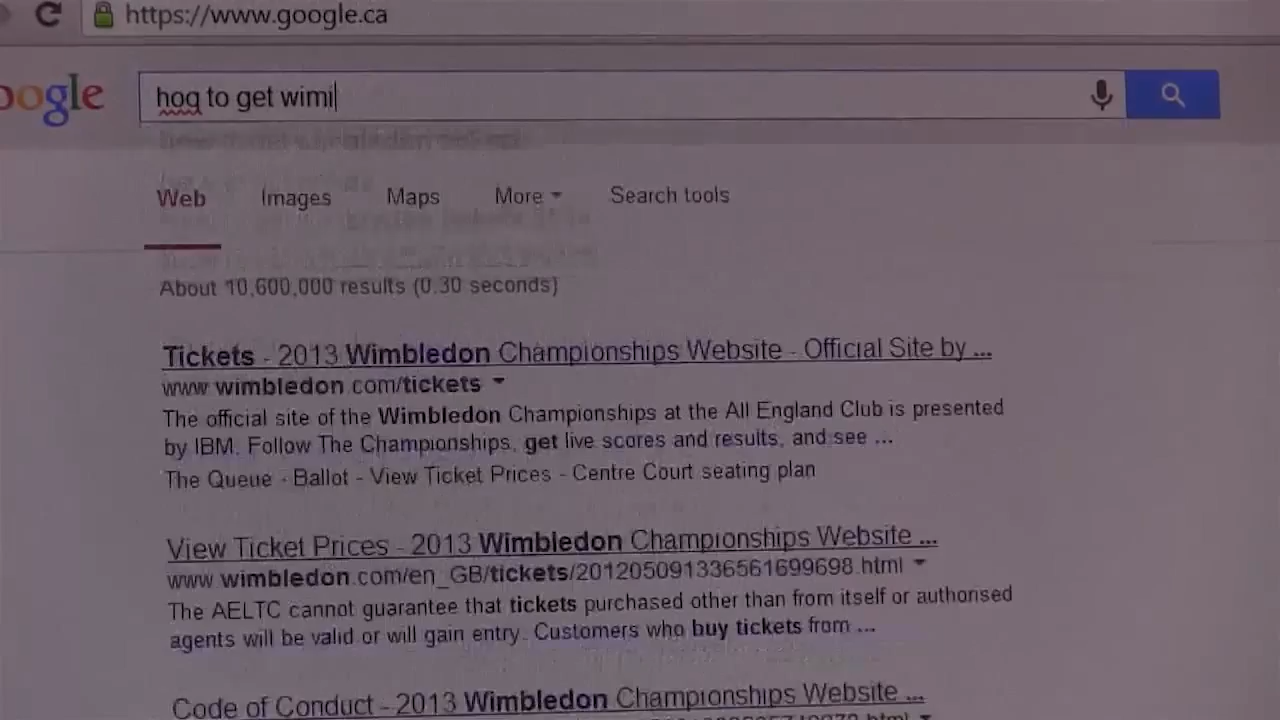 https://www.google.ca
oogle
hoq to get wimi
Web Images Maps More Search tools
About 10,600,000 results (0.30 seconds)
Tickets - 2013 Wimbledon Championships Website - Official Site by ...
www.wimbledon.com/tickets
The official site of the Wimbledon Championships at the All England Club is presented
by IBM. Follow The Championships, get live scores and results, and see ...
The Queue - Ballot - View Ticket Prices - Centre Court seating plan
View Ticket Prices - 2013 Wimbledon Championships Website ...
www.wimbledon.com/en_GB/tickets/201205091336561699698.html
The AELTC cannot guarantee that tickets purchased other than from itself or authorised
agents will be valid or will gain entry. Customers who buy tickets from ...
Code of Conduct - 2013 Wimbledon Championships Website ...